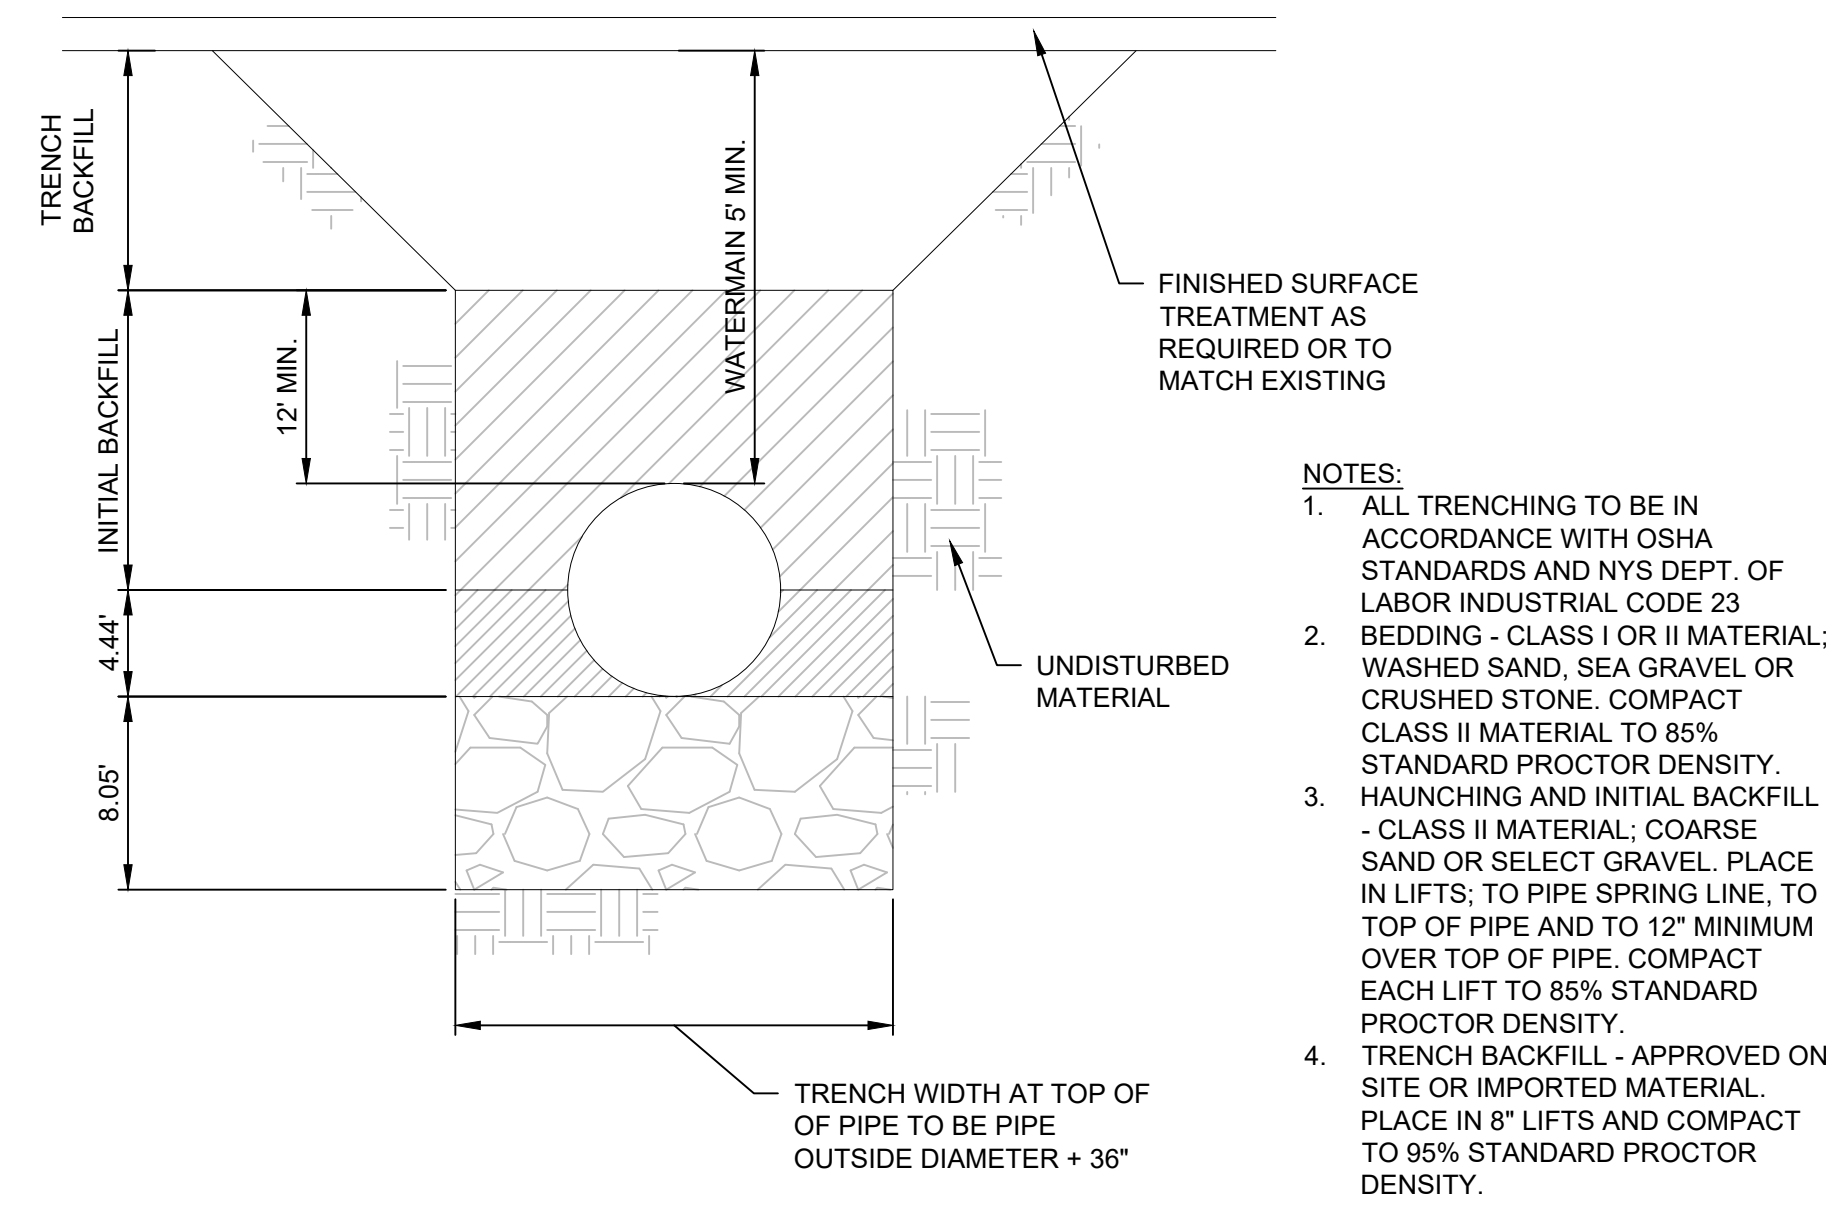 TRENCH
BACKFILL
INITIAL BACKFILL
12' MIN.
WATERMAIN 5' MIN.
4.44'
8.05'
FINISHED SURFACE
TREATMENT AS
REQUIRED OR TO
MATCH EXISTING
UNDISTURBED
MATERIAL
TRENCH WIDTH AT TOP OF
OF PIPE TO BE PIPE
OUTSIDE DIAMETER + 36"
NOTES:
1. ALL TRENCHING TO BE IN
ACCORDANCE WITH OSHA
STANDARDS AND NYS DEPT. OF
LABOR INDUSTRIAL CODE 23
2. BEDDING - CLASS I OR II MATERIAL;
WASHED SAND, SEA GRAVEL OR
CRUSHED STONE. COMPACT
CLASS II MATERIAL TO 85%
STANDARD PROCTOR DENSITY.
3. HAUNCHING AND INITIAL BACKFILL
- CLASS II MATERIAL; COARSE
SAND OR SELECT GRAVEL. PLACE
IN LIFTS; TO PIPE SPRING LINE, TO
TOP OF PIPE AND TO 12" MINIMUM
OVER TOP OF PIPE. COMPACT
EACH LIFT TO 85% STANDARD
PROCTOR DENSITY.
4. TRENCH BACKFILL - APPROVED ON
SITE OR IMPORTED MATERIAL.
PLACE IN 8" LIFTS AND COMPACT
TO 95% STANDARD PROCTOR
DENSITY.